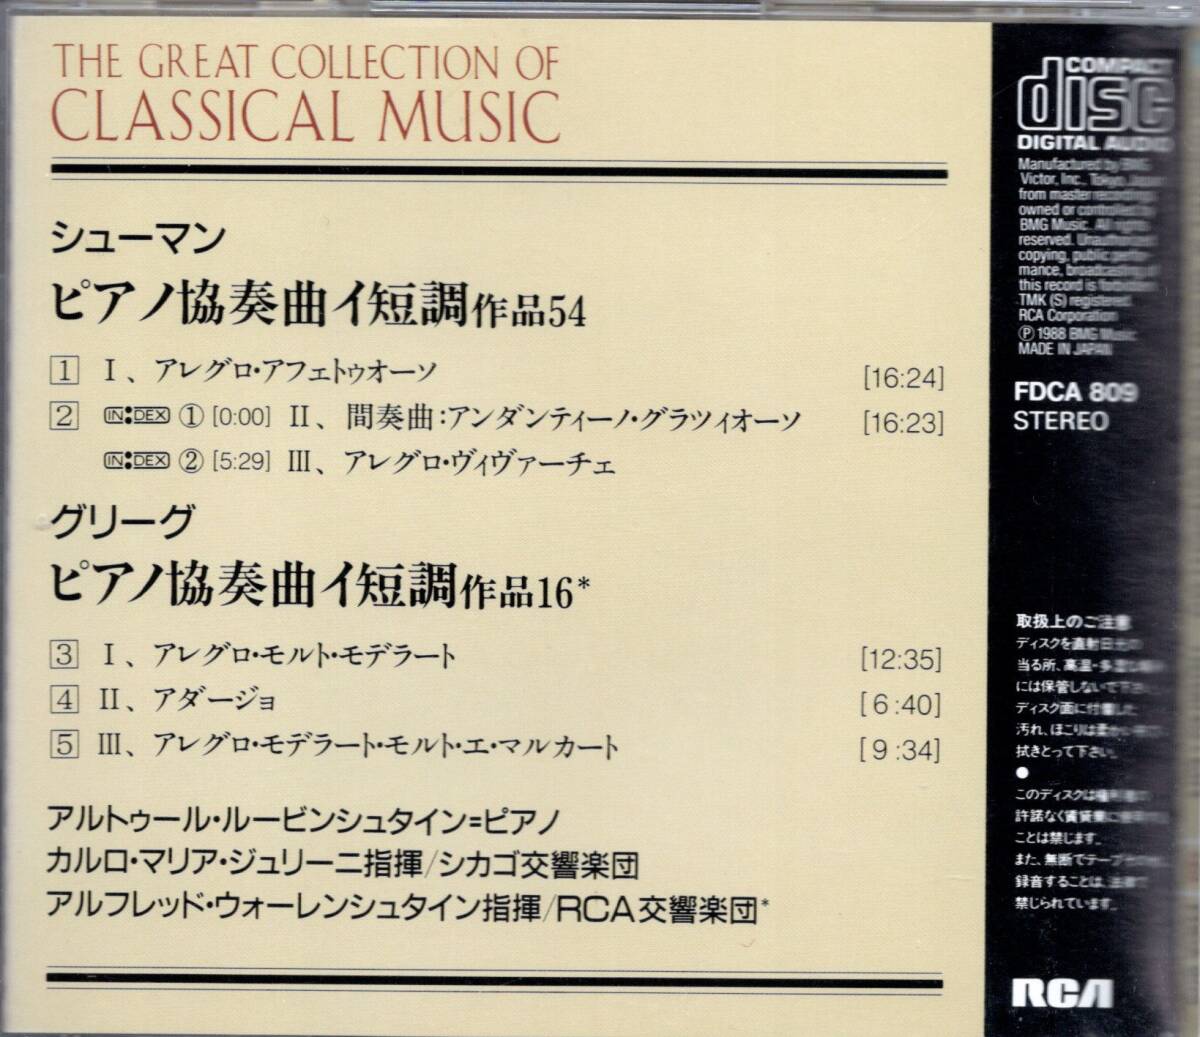 THE GREAT COLLECTION OF
CLASSICAL MUSIC
シューマン
ピアノ協奏曲イ短調作品54
1 I、アレグロ・アフェトゥオーソ [16:24]
2 IN:DEX ① [0:00] II、間奏曲:アンダンティーノ・グラツィオーソ [16:23]
IN:DEX ② [5:29] III、アレグロ・ヴィヴァーチェ
グリーグ
ピアノ協奏曲イ短調作品16*
3 I、アレグロ・モルト・モデラート [12:35]
4 II、アダージョ [6:40]
5 III、アレグロ・モデラート・モルト・エ・マルカート [9:34]
アルトゥール・ルービンシュタイン=ピアノ
カルロ・マリア・ジュリーニ指揮/シカゴ交響楽団
アルフレッド・ウォーレンシュタイン指揮/RCA交響楽団*
COMPACT
disc
DIGITAL AUDIO
Manufactured by BMG
Victor, Inc., Tokyo, Japan
from master recordings
owned or controlled by
BMG Music. All rights
reserved. Unauthorized
copying, public perfor-
mance, broadcasting of
this record is forbidden.
TMK (S) registered
RCA Corporation
Ⓟ 1988 BMG Music
MADE IN JAPAN
FDCA 809
STEREO
取扱上のご注意
ディスクを直射日光の
当る所、高温・多湿な
には保管しないで下さい
ディスク面に付着した
汚れ、ほこりは柔かい
拭きとって下さい。
●
このディスクは権利者の
許諾なく賃貸業に
ことは禁じます。
また、無断でテープ
録音することは、法律で
禁じられています。
RCA